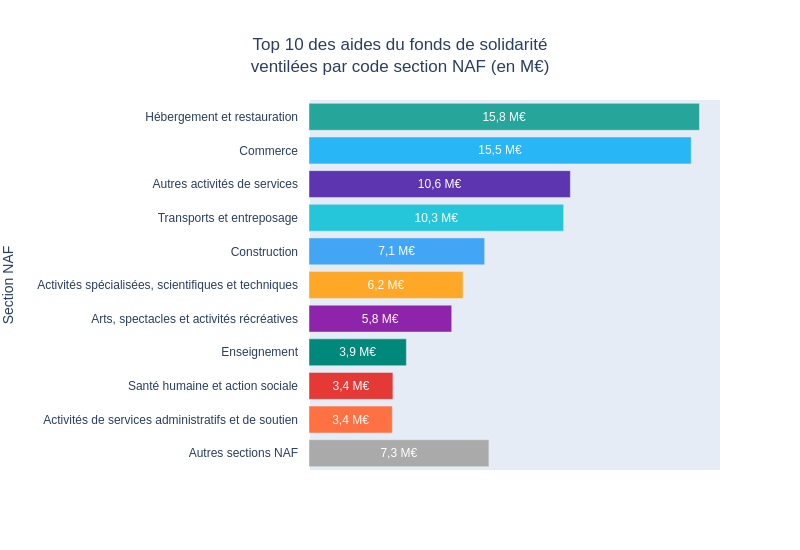 Top 10 des aides du fonds de solidarité
ventilées par code section NAF (en M€)
Section NAF
Hébergement et restauration 15,8 M€
Commerce 15,5 M€
Autres activités de services 10,6 M€
Transports et entreposage 10,3 M€
Construction 7,1 M€
Activités spécialisées, scientifiques et techniques 6,2 M€
Arts, spectacles et activités récréatives 5,8 M€
Enseignement 3,9 M€
Santé humaine et action sociale 3,4 M€
Activités de services administratifs et de soutien 3,4 M€
Autres sections NAF 7,3 M€